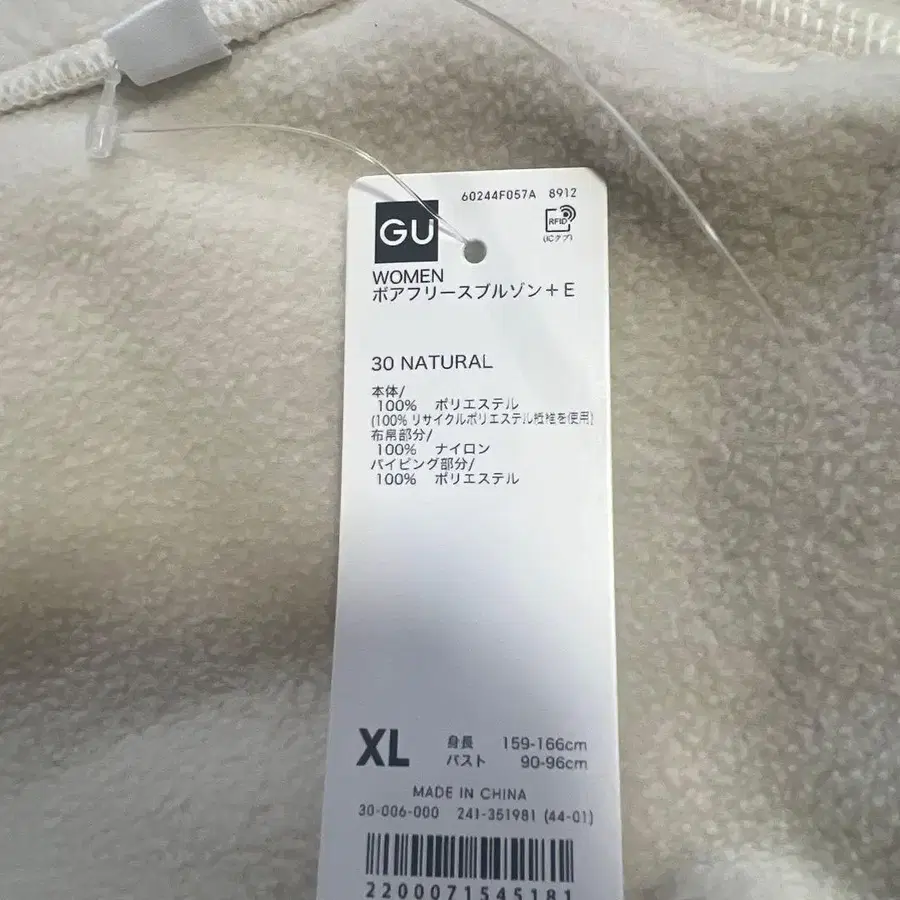 60244F057A 8912
GU
RFID
(ICタグ)
WOMEN
ボアフリースブルゾン+E
30 NATURAL
本体/
100% ポリエステル
(100% リサイクルポリエステル繊維を使用)
布帛部分/
100% ナイロン
パイピング部分/
100% ポリエステル
XL 身長 159-166cm
バスト 90-96cm
MADE IN CHINA
30-006-000 241-351981 (44-01)
2200071545181